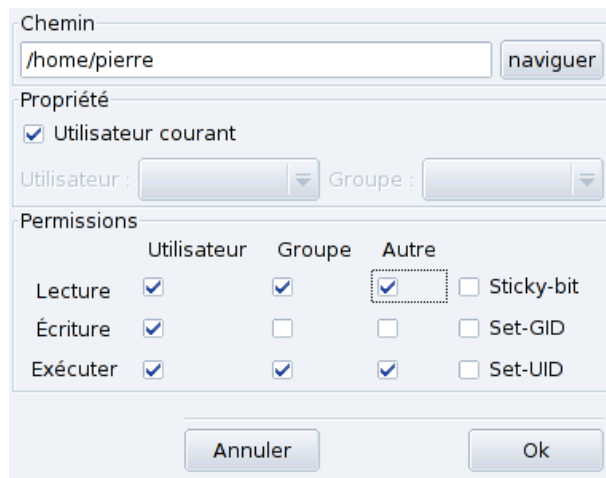 Chemin
/home/pierre naviguer
Propriété
Utilisateur courant
Utilisateur : Groupe :
Permissions
Utilisateur Groupe Autre
Lecture Sticky-bit
Écriture Set-GID
Exécuter Set-UID
Annuler Ok